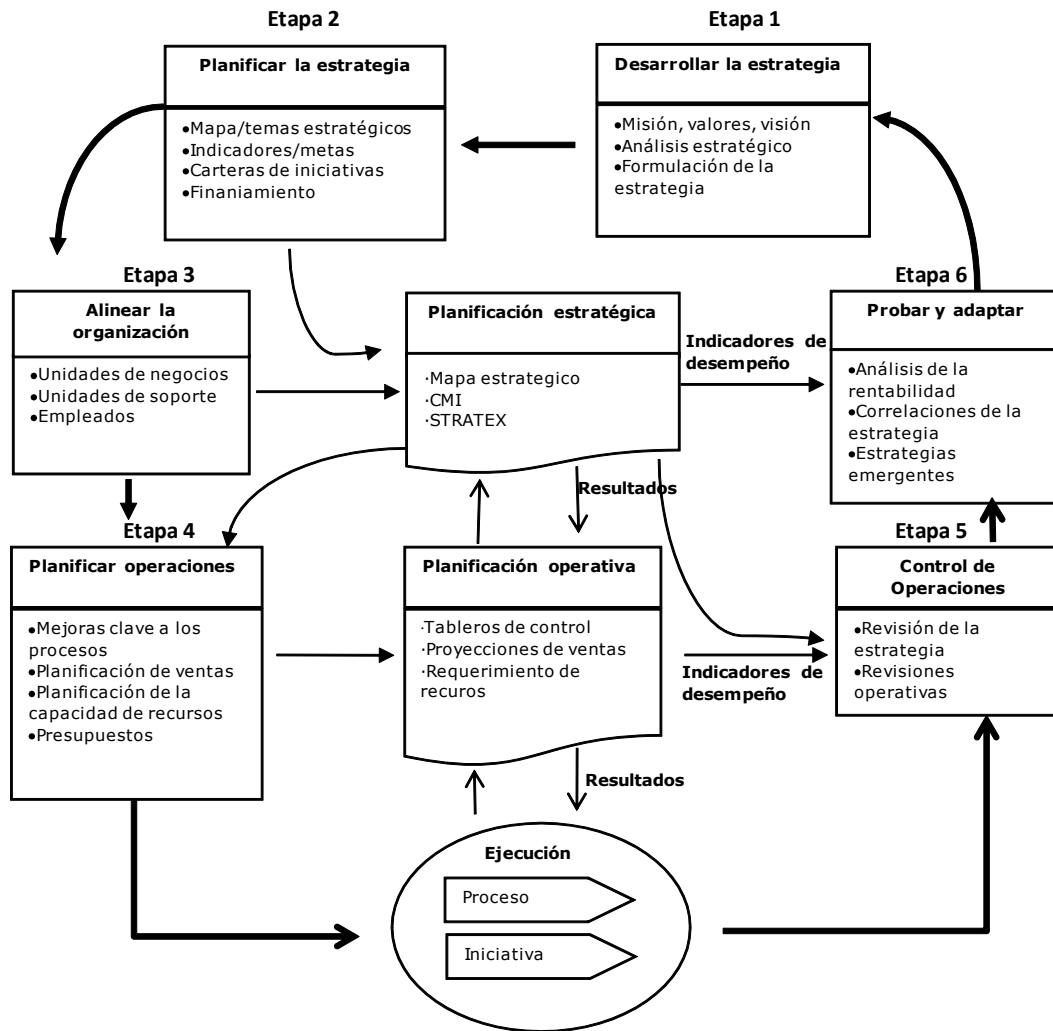 Etapa 2
Planificar la estrategia
•Mapa/temas estratégicos
•Indicadores/metas
•Carteras de iniciativas
•Finaniamiento
Etapa 1
Desarrollar la estrategia
•Misión, valores, visión
•Análisis estratégico
•Formulación de la
estrategia
Etapa 3
Alinear la
organización
•Unidades de negocios
•Unidades de soporte
•Empleados
Planificación estratégica
·Mapa estrategico
·CMI
·STRATEX
Indicadores de
desempeño
Etapa 6
Probar y adaptar
•Análisis de la
rentabilidad
•Correlaciones de la
estrategia
•Estrategias
emergentes
Resultados
Etapa 4
Planificar operaciones
•Mejoras clave a los
procesos
•Planificación de ventas
•Planificación de la
capacidad de recursos
•Presupuestos
Planificación operativa
·Tableros de control
·Proyecciones de ventas
·Requerimiento de
recuros
Indicadores de
desempeño
Etapa 5
Control de
Operaciones
•Revisión de la
estrategia
•Revisiones
operativas
Resultados
Ejecución
Proceso
Iniciativa